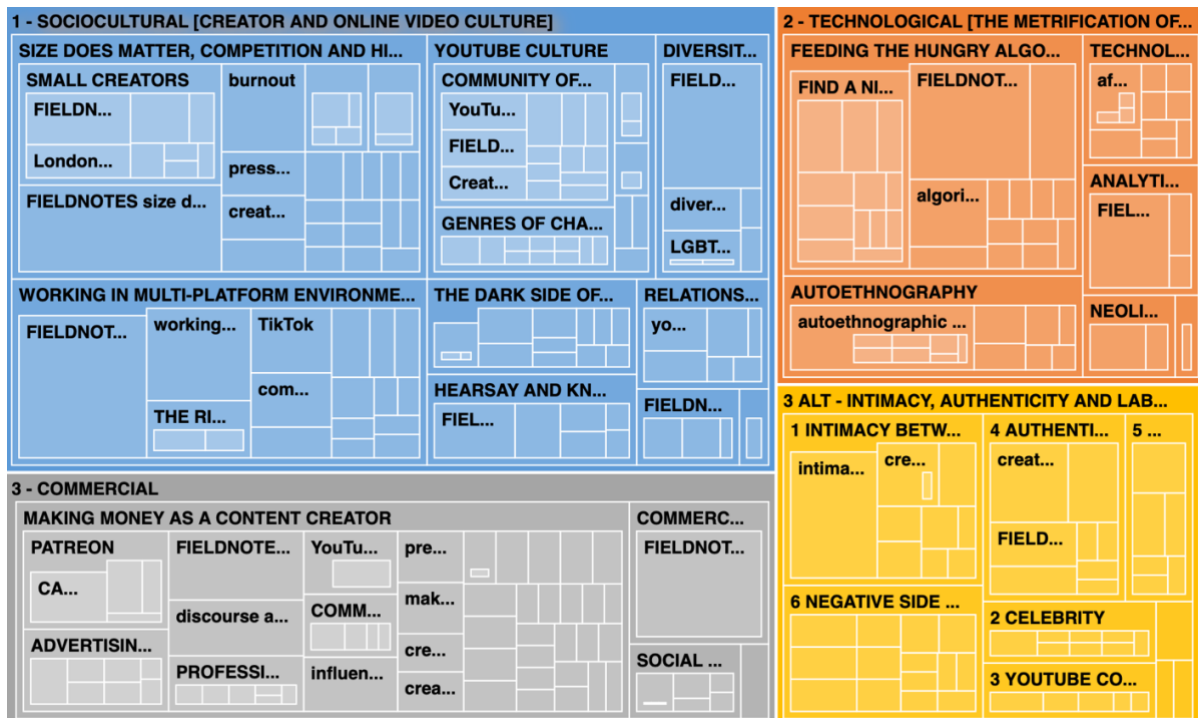 1 - SOCIOCULTURAL [CREATOR AND ONLINE VIDEO CULTURE]
SIZE DOES MATTER, COMPETITION AND HI...
SMALL CREATORS
FIELDN...
London...
FIELDNOTES size d...
burnout
press...
creat...
YOUTUBE CULTURE
COMMUNITY OF...
YouTu...
FIELD...
Creat...
GENRES OF CHA...
DIVERSIT...
FIELD...
diver...
LGBT...
WORKING IN MULTI-PLATFORM ENVIRONME...
FIELDNOT...
working...
THE RI...
TikTok
com...
THE DARK SIDE OF...
HEARSAY AND KN...
FIEL...
RELATIONS...
yo...
FIELDN...
2 - TECHNOLOGICAL [THE METRIFICATION OF...
FEEDING THE HUNGRY ALGO...
FIND A NI...
FIELDNOT...
algori...
AUTOETHNOGRAPHY
autoethnographic ...
TECHNOL...
af...
ANALYTI...
FIEL...
NEOLI...
3 - COMMERCIAL
MAKING MONEY AS A CONTENT CREATOR
PATREON
CA...
ADVERTISIN...
FIELDNOTE...
discourse a...
PROFESSI...
YouTu...
COMM...
influen...
pre...
mak...
cre...
crea...
COMMERC...
FIELDNOT...
SOCIAL ...
3 ALT - INTIMACY, AUTHENTICITY AND LAB...
1 INTIMACY BETW...
intima...
cre...
4 AUTHENTI...
creat...
FIELD...
5 ...
6 NEGATIVE SIDE ...
2 CELEBRITY
3 YOUTUBE CO...